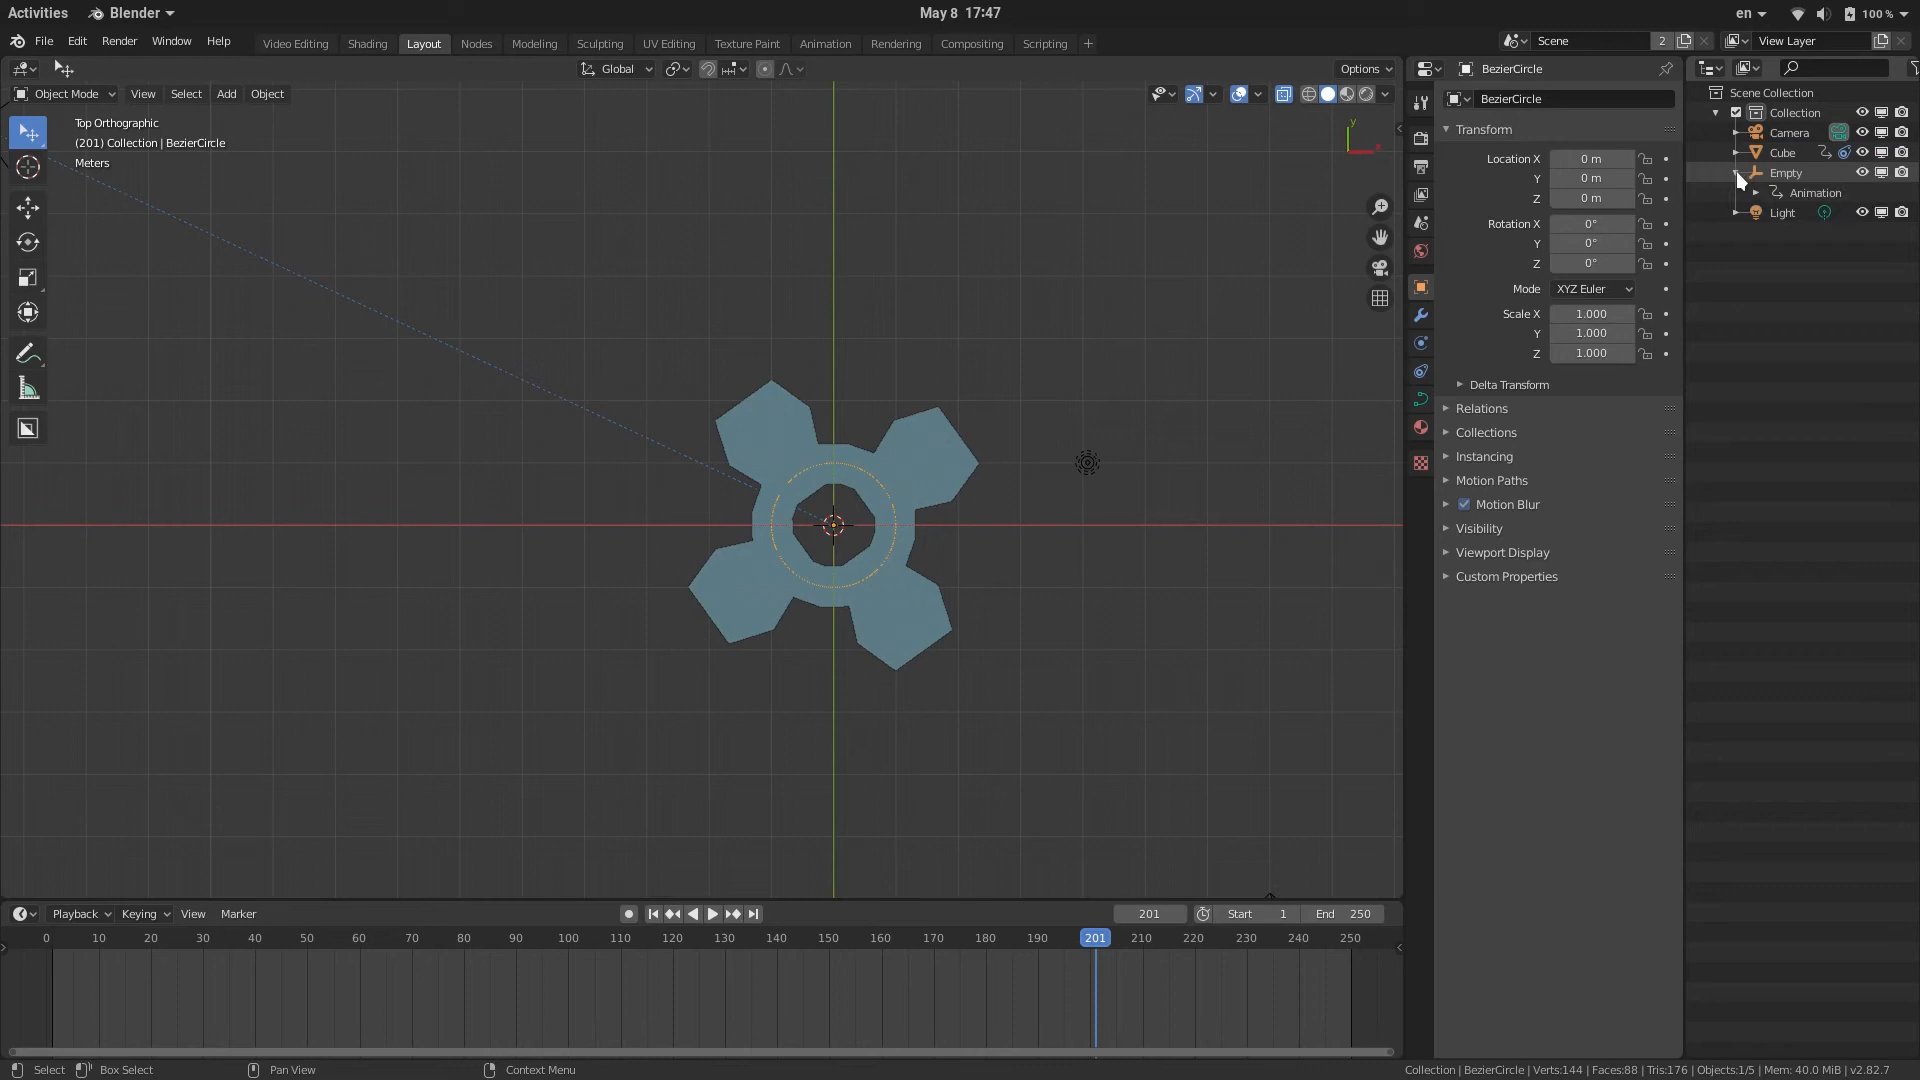 Activities Blender May 8 17:47 en 100 %
File Edit Render Window Help Video Editing Shading Layout Nodes Modeling Sculpting UV Editing Texture Paint Animation Rendering Compositing Scripting + Scene 2 View Layer
Global Options BezierCircle
Object Mode View Select Add Object BezierCircle
Top Orthographic
(201) Collection | BezierCircle
Meters
y
Transform
Location X 0 m
Y 0 m
Z 0 m
Rotation X 0°
Y 0°
Z 0°
Mode XYZ Euler
Scale X 1.000
Y 1.000
Z 1.000
Delta Transform
Relations
Collections
Instancing
Motion Paths
Motion Blur
Visibility
Viewport Display
Custom Properties
Scene Collection
Collection
Camera
Cube
Empty
Animation
Light
Playback Keying View Marker 201 Start 1 End 250
0 10 20 30 40 50 60 70 80 90 100 110 120 130 140 150 160 170 180 190 201 210 220 230 240 250
Select Box Select Pan View Context Menu Collection | BezierCircle | Verts:144 | Faces:88 | Tris:176 | Objects:1/5 | Mem: 40.0 MiB | v2.82.7